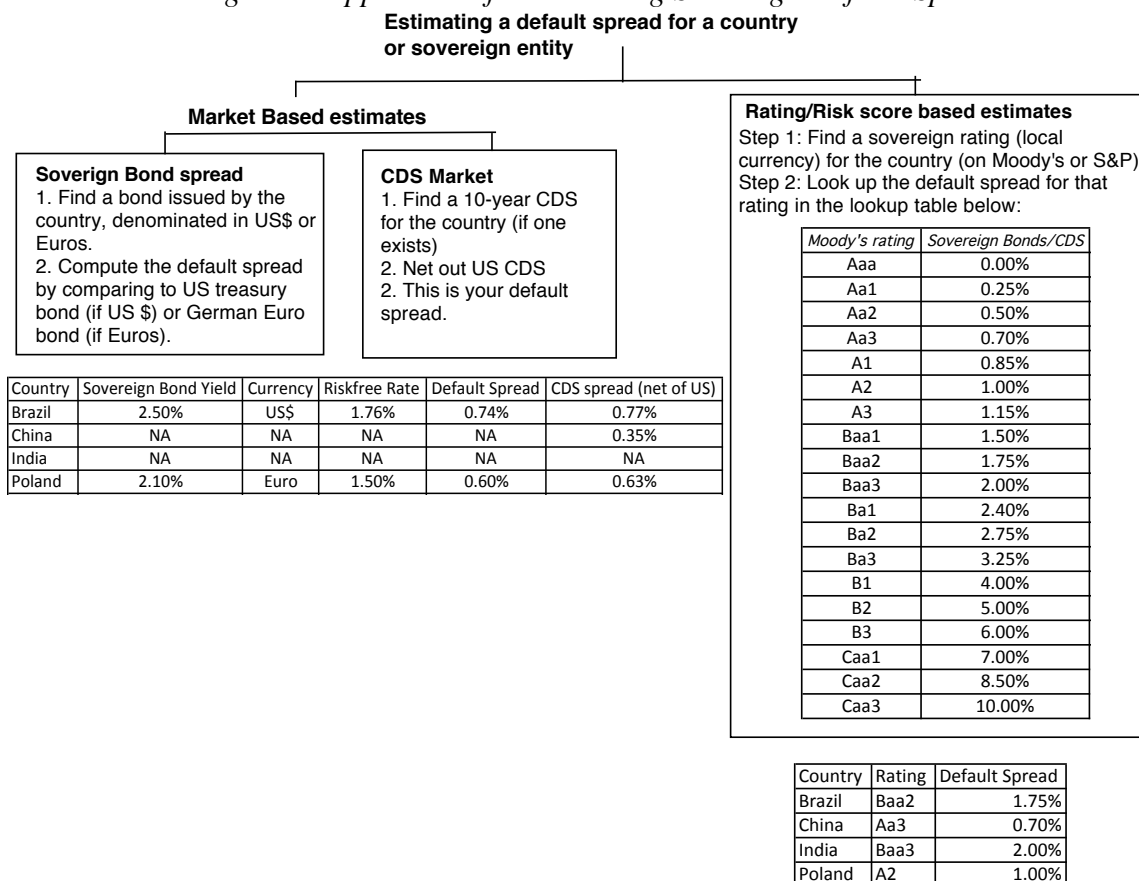 Estimating a default spread for a country
or sovereign entity
Market Based estimates
Soverign Bond spread
1. Find a bond issued by the
country, denominated in US$ or
Euros.
2. Compute the default spread
by comparing to US treasury
bond (if US $) or German Euro
bond (if Euros).
CDS Market
1. Find a 10-year CDS
for the country (if one
exists)
2. Net out US CDS
2. This is your default
spread.
Country Sovereign Bond Yield Currency Riskfree Rate Default Spread CDS spread (net of US)
Brazil 2.50% US$ 1.76% 0.74% 0.77%
China NA NA NA NA 0.35%
India NA NA NA NA NA
Poland 2.10% Euro 1.50% 0.60% 0.63%
Rating/Risk score based estimates
Step 1: Find a sovereign rating (local
currency) for the country (on Moody's or S&P)
Step 2: Look up the default spread for that
rating in the lookup table below:
Moody's rating Sovereign Bonds/CDS
Aaa 0.00%
Aa1 0.25%
Aa2 0.50%
Aa3 0.70%
A1 0.85%
A2 1.00%
A3 1.15%
Baa1 1.50%
Baa2 1.75%
Baa3 2.00%
Ba1 2.40%
Ba2 2.75%
Ba3 3.25%
B1 4.00%
B2 5.00%
B3 6.00%
Caa1 7.00%
Caa2 8.50%
Caa3 10.00%
Country Rating Default Spread
Brazil Baa2 1.75%
China Aa3 0.70%
India Baa3 2.00%
Poland A2 1.00%